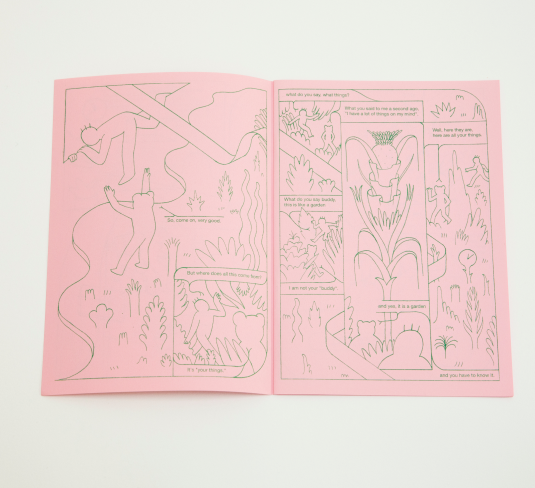 So, come on, very good.
But where does all this come from?
It's "your things."
what do you say, what things?
What you said to me a second ago:
"I have a lot of things on my mind"
Well, here they are,
here are all your things.
What do you say buddy,
this is like a garden
I am not your "buddy"
and yes, it is a garden
and you have to know it.